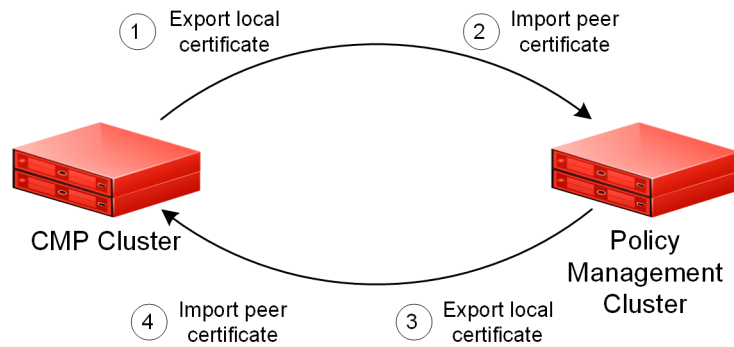 1 Export local
certificate
2 Import peer
certificate
CMP Cluster
Policy
Management
Cluster
4 Import peer
certificate
3 Export local
certificate